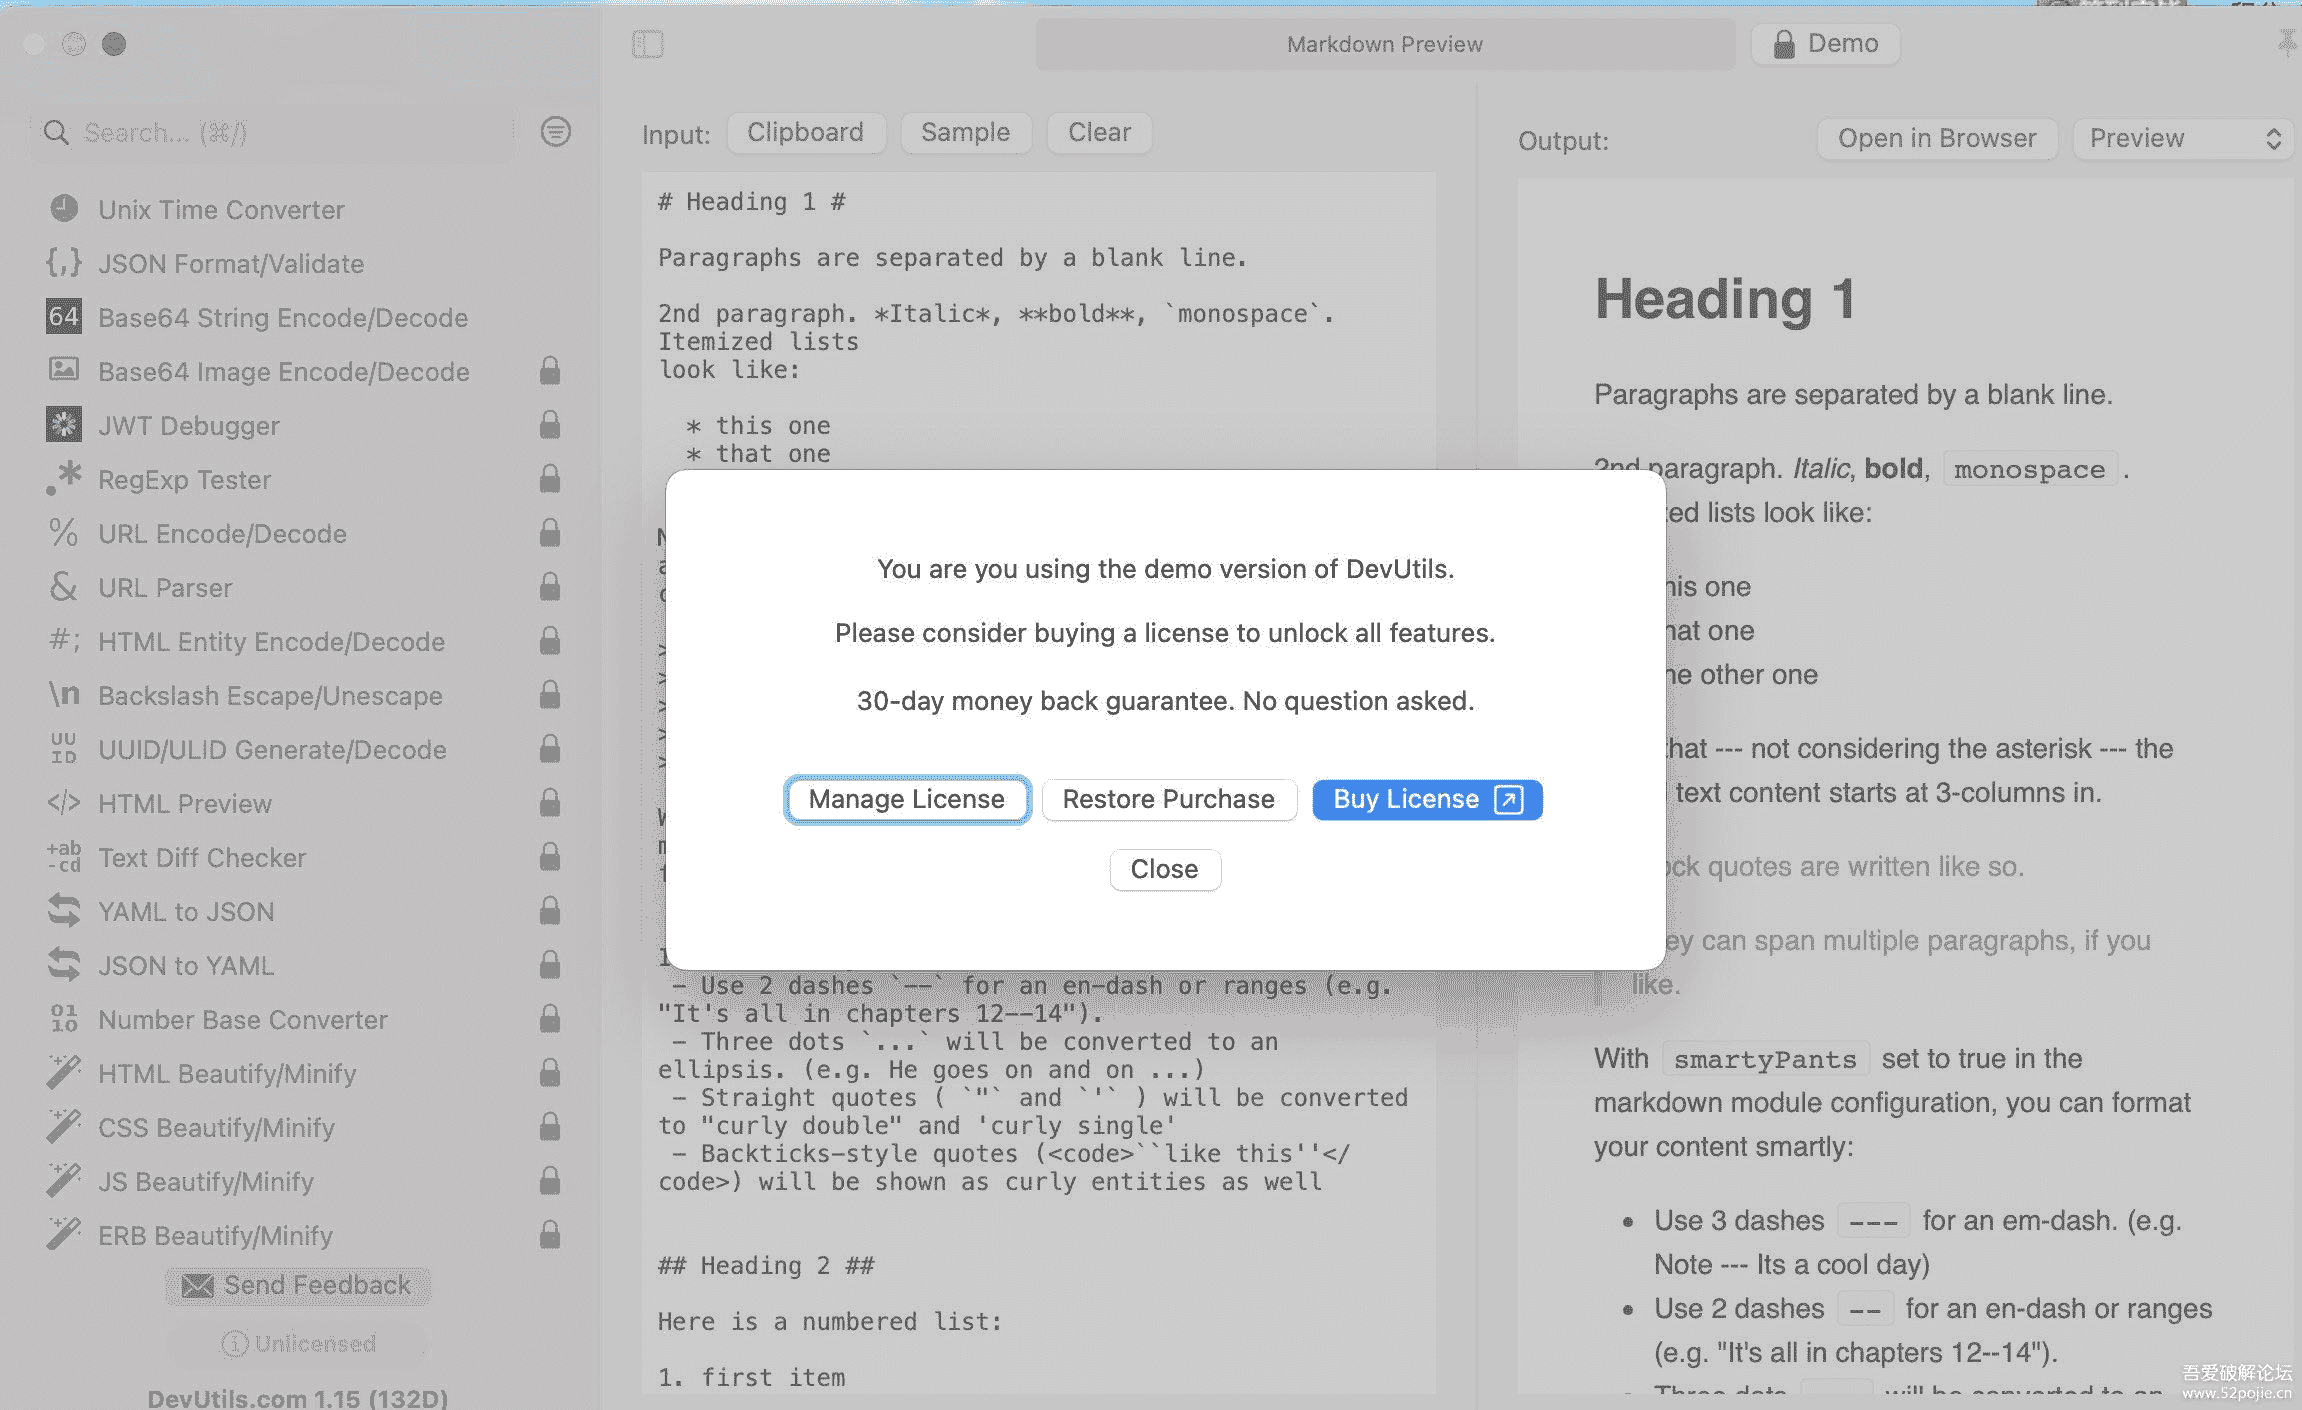 Markdown Preview
Demo
Search... (⌘/)
Unix Time Converter
{,} JSON Format/Validate
64 Base64 String Encode/Decode
Base64 Image Encode/Decode
JWT Debugger
.* RegExp Tester
% URL Encode/Decode
& URL Parser
#; HTML Entity Encode/Decode
\n Backslash Escape/Unescape
UU
ID UUID/ULID Generate/Decode
</> HTML Preview
+ab
-cd Text Diff Checker
YAML to JSON
JSON to YAML
01
10 Number Base Converter
HTML Beautify/Minify
CSS Beautify/Minify
JS Beautify/Minify
ERB Beautify/Minify
Send Feedback
Unlicensed
DevUtils.com 1.15 (132D)
Input: Clipboard Sample Clear
# Heading 1 #
Paragraphs are separated by a blank line.
2nd paragraph. *Italic*, **bold**, `monospace`.
Itemized lists
look like:
* this one
* that one
You are you using the demo version of DevUtils.
Please consider buying a license to unlock all features.
30-day money back guarantee. No question asked.
Manage License Restore Purchase Buy License
Close
– Use 2 dashes `--` for an en-dash or ranges (e.g.
"It's all in chapters 12--14").
– Three dots `...` will be converted to an
ellipsis. (e.g. He goes on and on ...)
– Straight quotes ( `"` and `'` ) will be converted
to "curly double" and 'curly single'
– Backticks-style quotes (<code>``like this''</
code>) will be shown as curly entities as well
## Heading 2 ##
Here is a numbered list:
1. first item
Output: Open in Browser Preview
Heading 1
Paragraphs are separated by a blank line.
2nd paragraph. Italic, bold, monospace .
lists look like:
one
one
other one
--- not considering the asterisk --- the
text content starts at 3-columns in.
quotes are written like so.
can span multiple paragraphs, if you
like.
With smartyPants set to true in the
markdown module configuration, you can format
your content smartly:
• Use 3 dashes --- for an em-dash. (e.g.
Note --- Its a cool day)
• Use 2 dashes -- for an en-dash or ranges
(e.g. "It's all in chapters 12--14").
Three dots will be converted to an
吾爱破解论坛
www.52pojie.cn